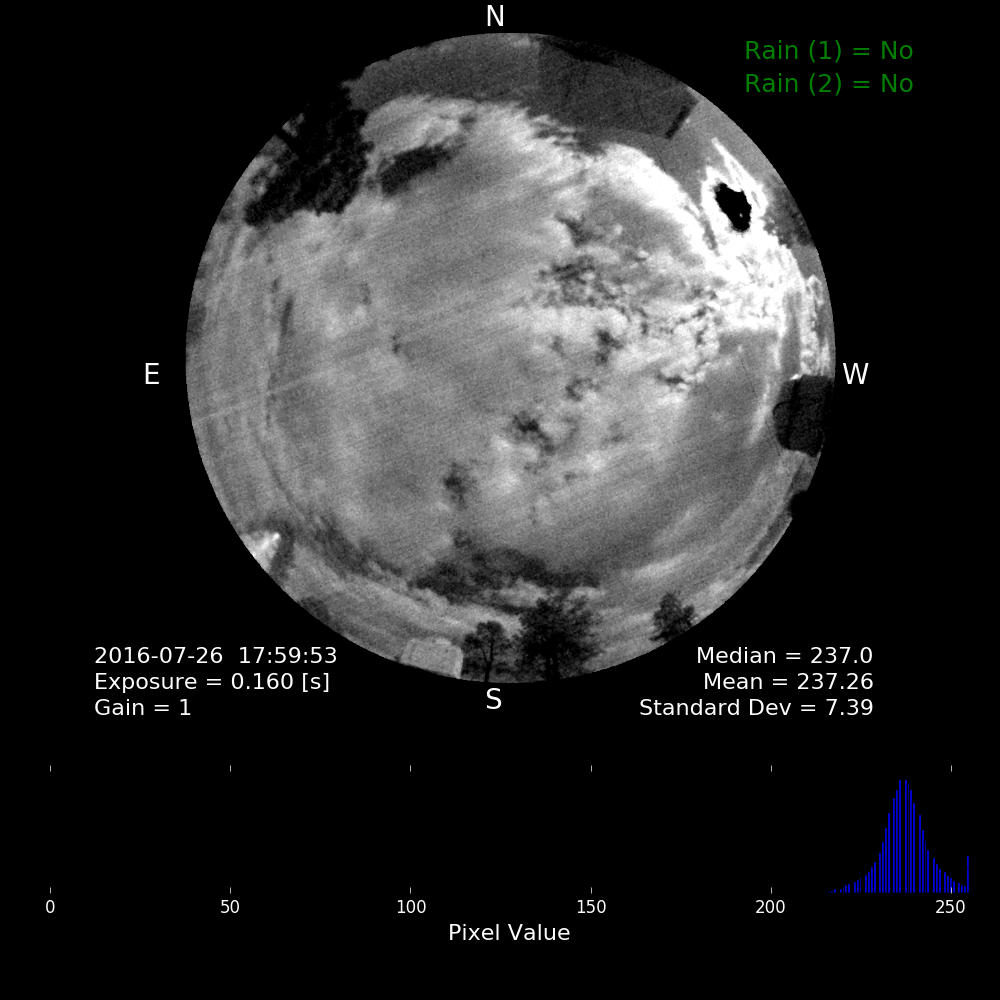 N
Rain (1) = No
Rain (2) = No
E
W
2016-07-26  17:59:53
Exposure = 0.160 [s]
Gain = 1
Median = 237.0
Mean = 237.26
Standard Dev = 7.39
S
0 50 100 150 200 250
Pixel Value